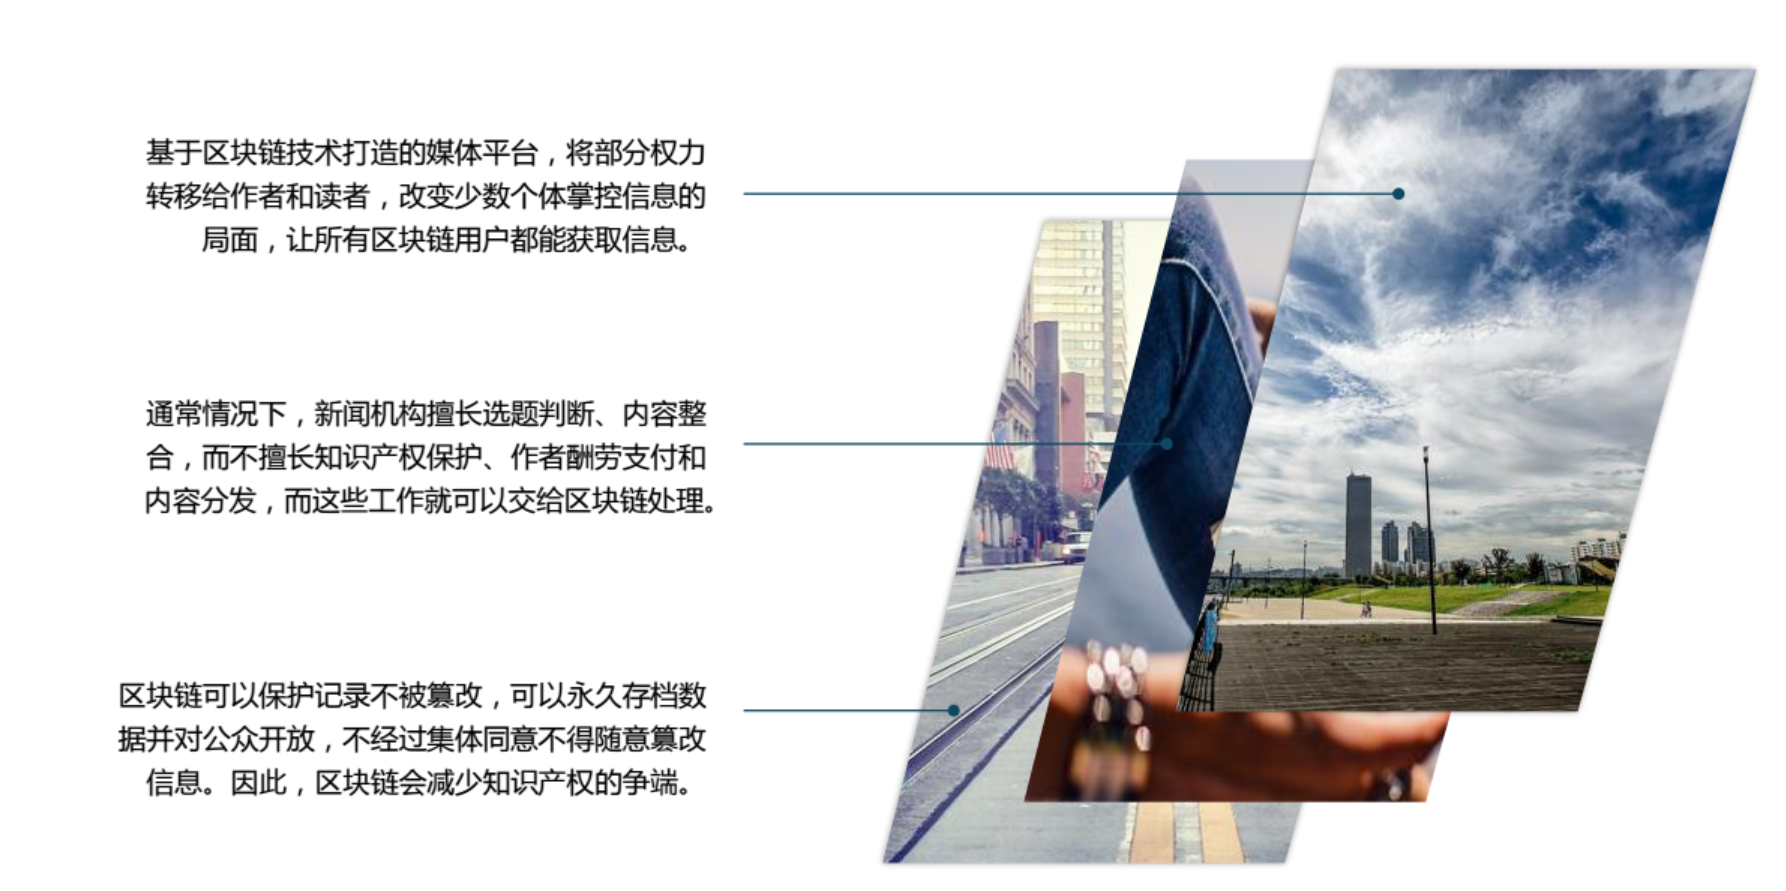 基于区块链技术打造的媒体平台，将部分权力
转移给作者和读者，改变少数个体掌控信息的
局面，让所有区块链用户都能获取信息。
通常情况下，新闻机构擅长选题判断、内容整
合，而不擅长知识产权保护、作者酬劳支付和
内容分发，而这些工作就可以交给区块链处理。
区块链可以保护记录不被篡改，可以永久存档数
据并对公众开放，不经过集体同意不得随意篡改
信息。因此，区块链会减少知识产权的争端。